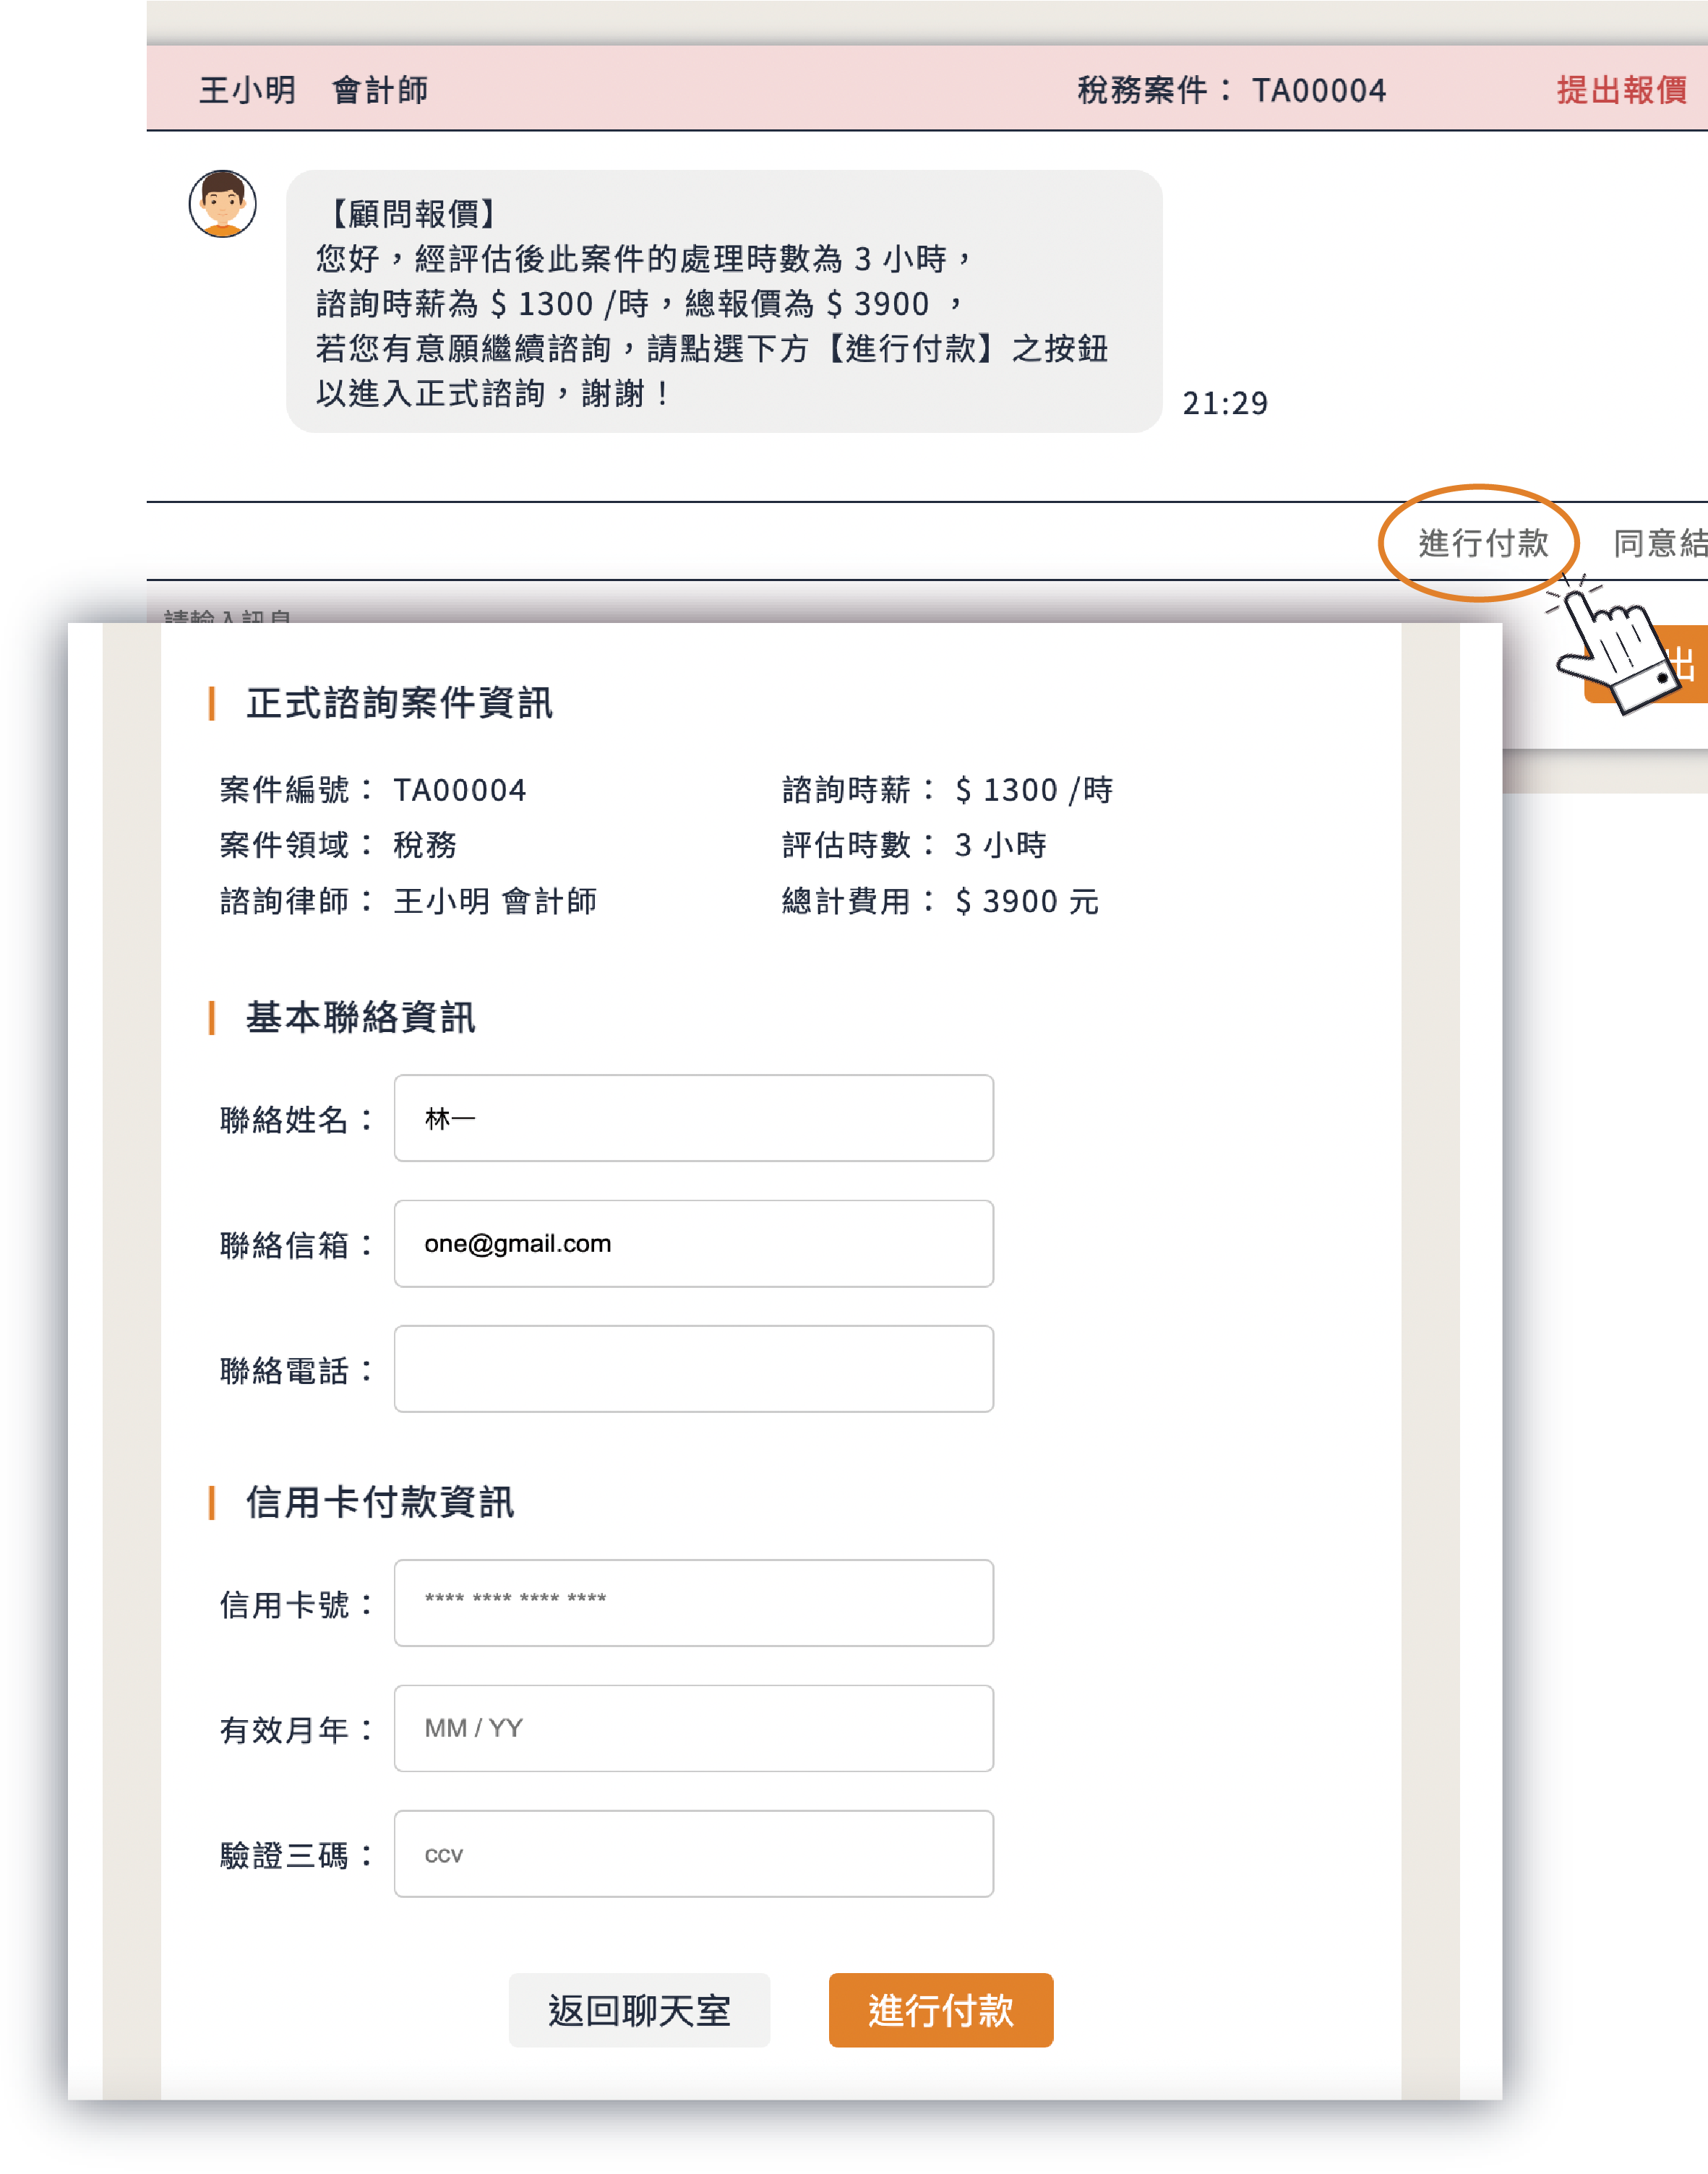 王小明 會計師 稅務案件： TA00004 提出報價
【顧問報價】
您好，經評估後此案件的處理時數為 3 小時，
諮詢時薪為 $ 1300 /時，總報價為 $ 3900 ，
若您有意願繼續諮詢，請點選下方【進行付款】之按鈕
以進入正式諮詢，謝謝！
21:29
進行付款 同意結
請輸入訊息
出
正式諮詢案件資訊
案件編號： TA00004 諮詢時薪： $ 1300 /時
案件領域： 稅務 評估時數： 3 小時
諮詢律師： 王小明 會計師 總計費用： $ 3900 元
基本聯絡資訊
聯絡姓名： 林一
聯絡信箱： one@gmail.com
聯絡電話：
信用卡付款資訊
信用卡號： **** **** **** ****
有效月年： MM / YY
驗證三碼： ccv
返回聊天室 進行付款